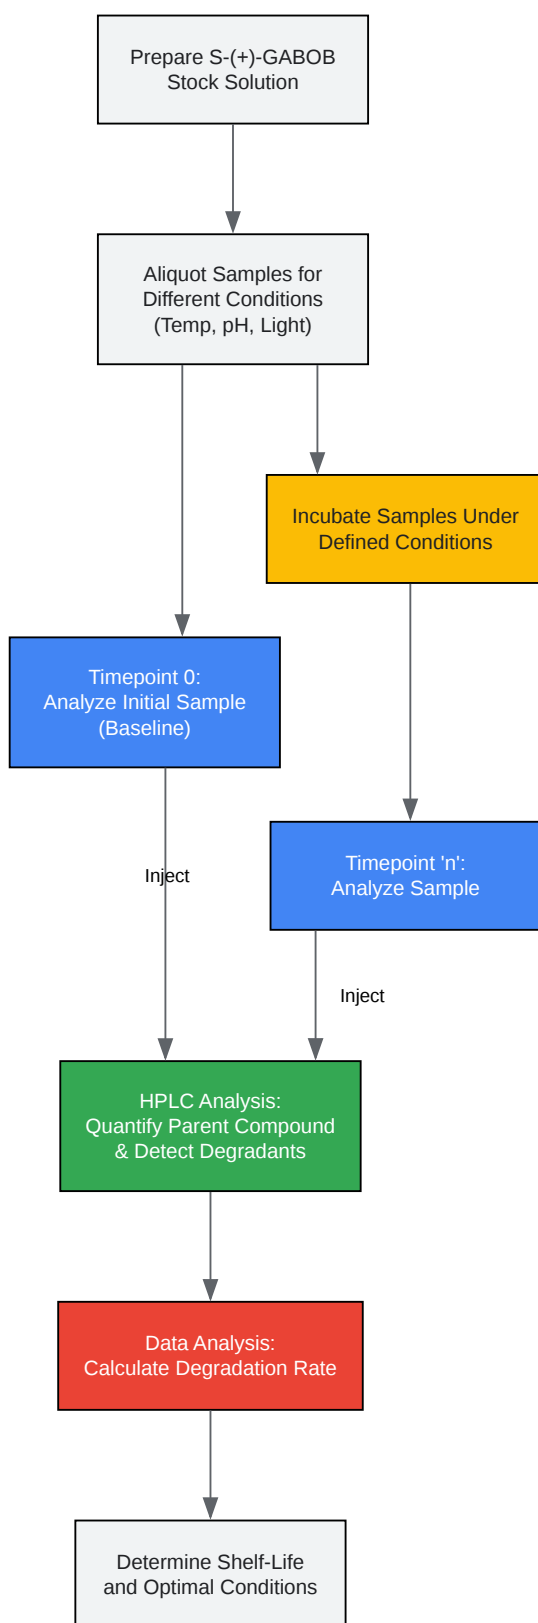 Prepare S-(+)-GABOB
Stock Solution
Aliquot Samples for
Different Conditions
(Temp, pH, Light)
Incubate Samples Under
Defined Conditions
Timepoint 0:
Analyze Initial Sample
(Baseline)
Timepoint 'n':
Analyze Sample
Inject
Inject
HPLC Analysis:
Quantify Parent Compound
& Detect Degradants
Data Analysis:
Calculate Degradation Rate
Determine Shelf-Life
and Optimal Conditions